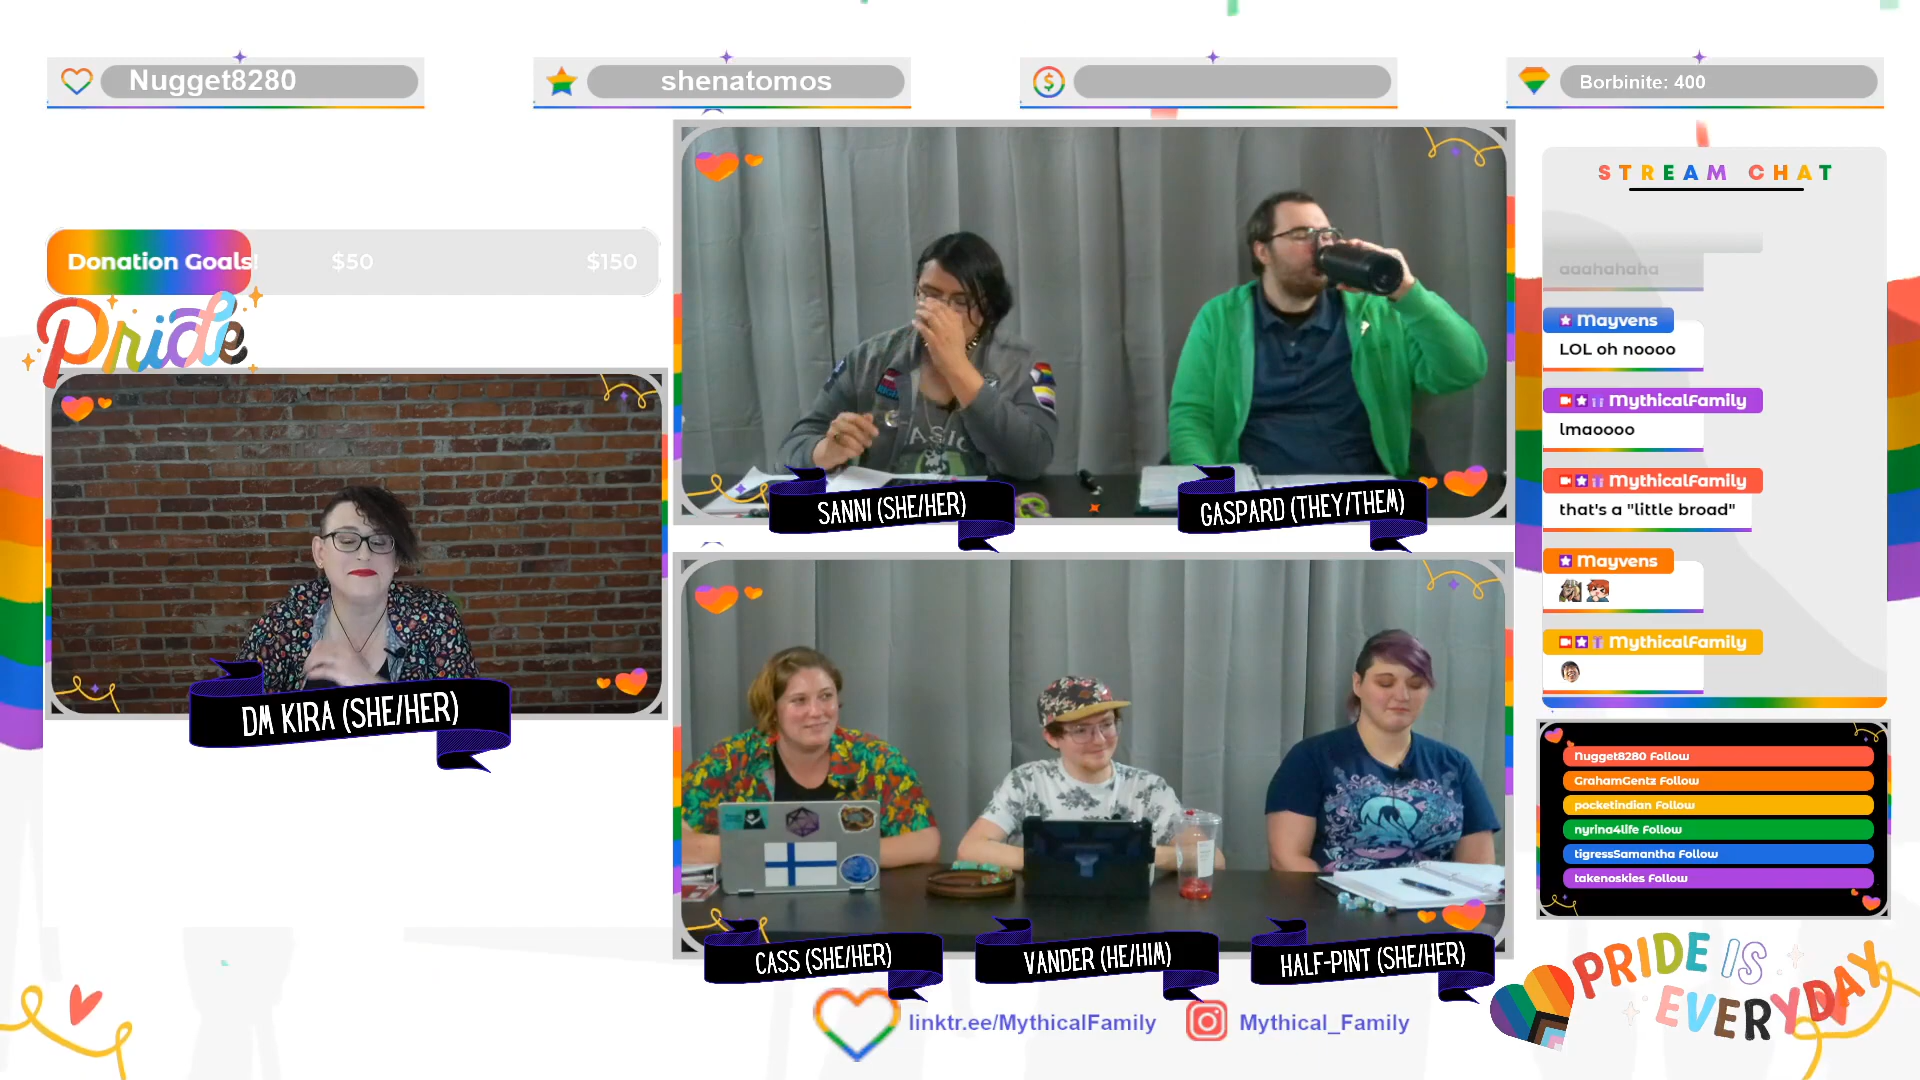 Nugget8280
shenatomos
Borbinite: 400
Donation Goals!
$50
$150
Pride
DM KIRA (SHE/HER)
SANNI (SHE/HER)
GASPARD (THEY/THEM)
CASS (SHE/HER)
VANDER (HE/HIM)
HALF-PINT (SHE/HER)
STREAM CHAT
aaahahaha
Mayvens
LOL oh noooo
MythicalFamily
lmaoooo
MythicalFamily
that's a "little broad"
Mayvens
MythicalFamily
Nugget8280 Follow
GrahamGentz Follow
pocketindian Follow
nyrina4life Follow
tigressSamantha Follow
takenoskies Follow
linktr.ee/MythicalFamily
Mythical_Family
PRIDE IS
EVERYDAY